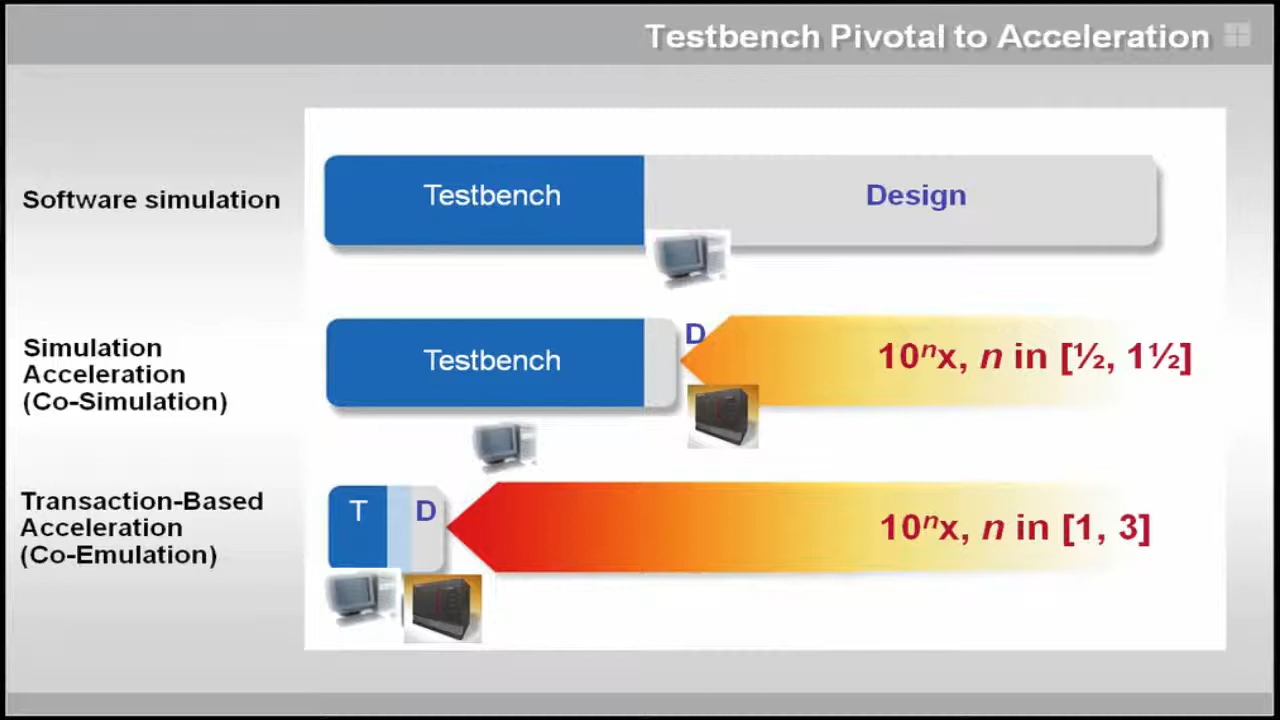 Testbench Pivotal to Acceleration
Software simulation
Testbench
Design
Simulation
Acceleration
(Co-Simulation)
Testbench
D
10ⁿx, n in [½, 1½]
Transaction-Based
Acceleration
(Co-Emulation)
T
D
10ⁿx, n in [1, 3]